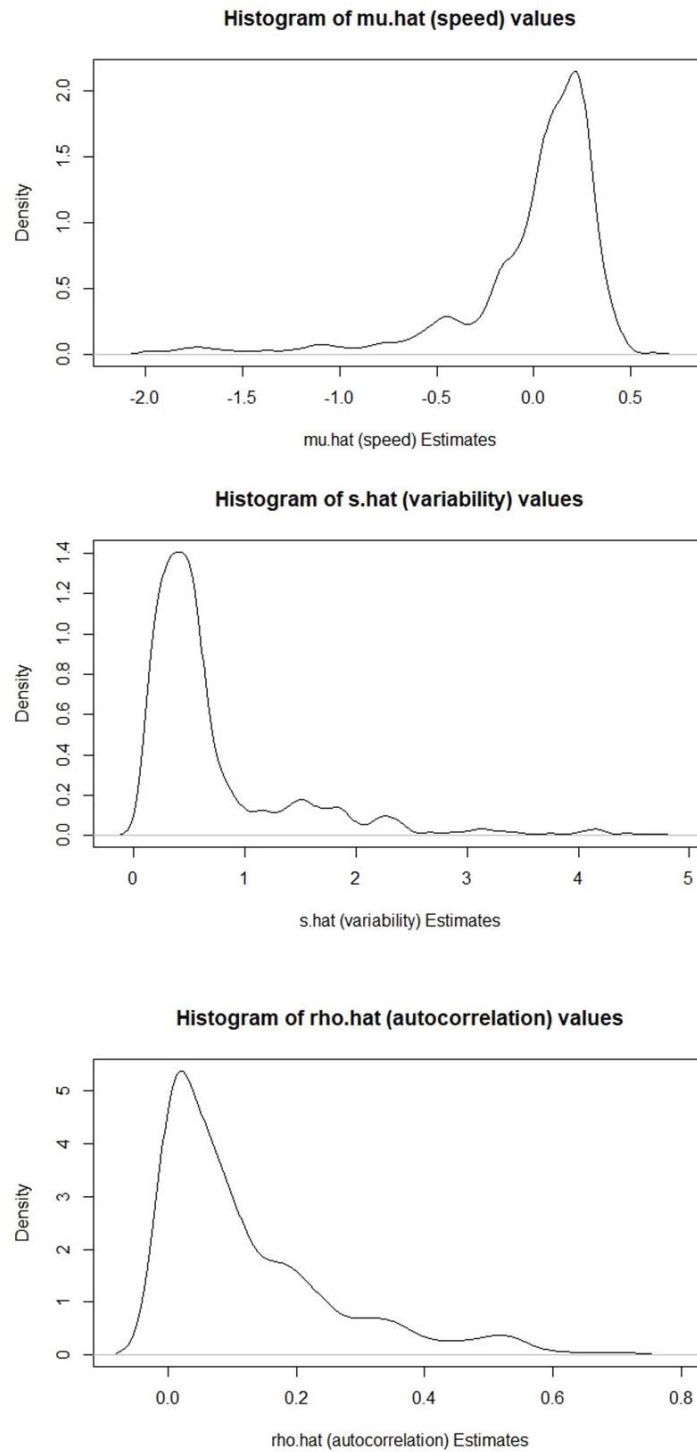 Histogram of mu.hat (speed) values
Density
0.0 0.5 1.0 1.5 2.0
-2.0 -1.5 -1.0 -0.5 0.0 0.5
mu.hat (speed) Estimates
Histogram of s.hat (variability) values
Density
0.0 0.2 0.4 0.6 0.8 1.0 1.2 1.4
0 1 2 3 4 5
s.hat (variability) Estimates
Histogram of rho.hat (autocorrelation) values
Density
0 1 2 3 4 5
0.0 0.2 0.4 0.6 0.8
rho.hat (autocorrelation) Estimates